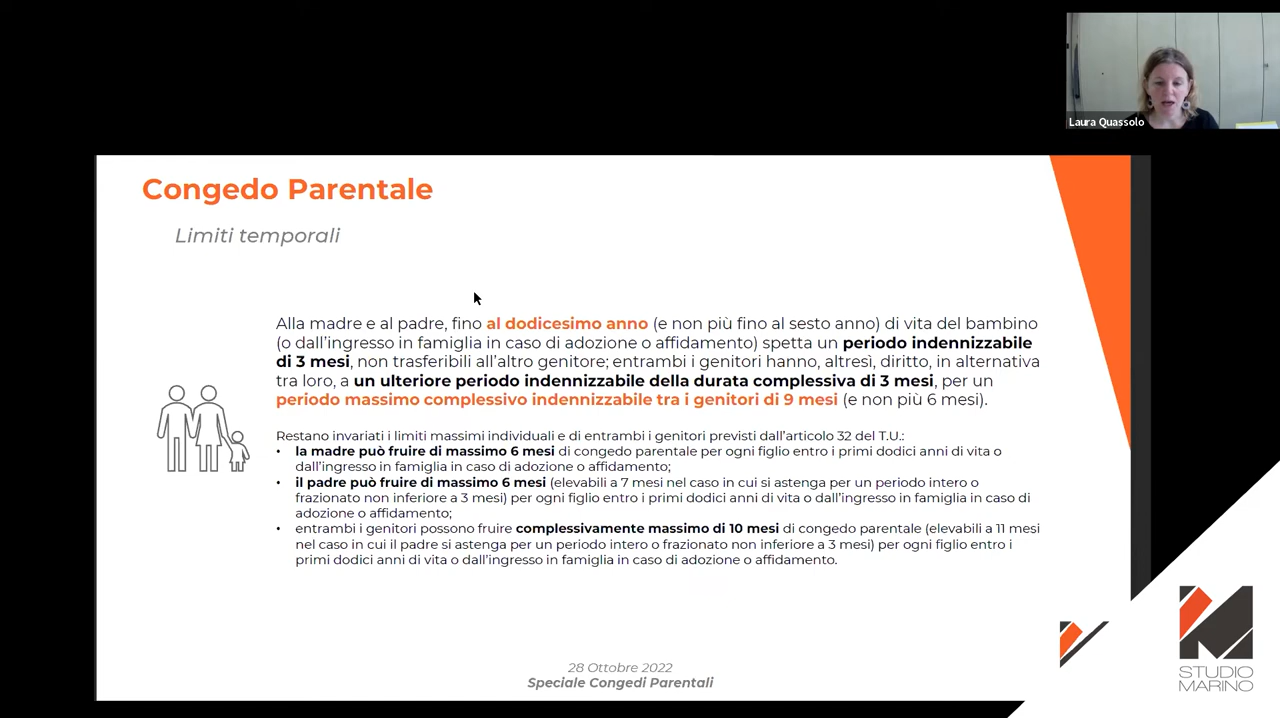 Laura Quassolo
Congedo Parentale
Limiti temporali
Alla madre e al padre, fino al dodicesimo anno (e non più fino al sesto anno) di vita del bambino
(o dall’ingresso in famiglia in caso di adozione o affidamento) spetta un periodo indennizzabile
di 3 mesi, non trasferibili all’altro genitore; entrambi i genitori hanno, altresì, diritto, in alternativa
tra loro, a un ulteriore periodo indennizzabile della durata complessiva di 3 mesi, per un
periodo massimo complessivo indennizzabile tra i genitori di 9 mesi (e non più 6 mesi).
Restano invariati i limiti massimi individuali e di entrambi i genitori previsti dall’articolo 32 del T.U.:
• la madre può fruire di massimo 6 mesi di congedo parentale per ogni figlio entro i primi dodici anni di vita o
dall’ingresso in famiglia in caso di adozione o affidamento;
• il padre può fruire di massimo 6 mesi (elevabili a 7 mesi nel caso in cui si astenga per un periodo intero o
frazionato non inferiore a 3 mesi) per ogni figlio entro i primi dodici anni di vita o dall’ingresso in famiglia in caso di
adozione o affidamento;
• entrambi i genitori possono fruire complessivamente massimo di 10 mesi di congedo parentale (elevabili a 11 mesi
nel caso in cui il padre si astenga per un periodo intero o frazionato non inferiore a 3 mesi) per ogni figlio entro i
primi dodici anni di vita o dall’ingresso in famiglia in caso di adozione o affidamento.
28 Ottobre 2022
Speciale Congedi Parentali
STUDIO
MARINO